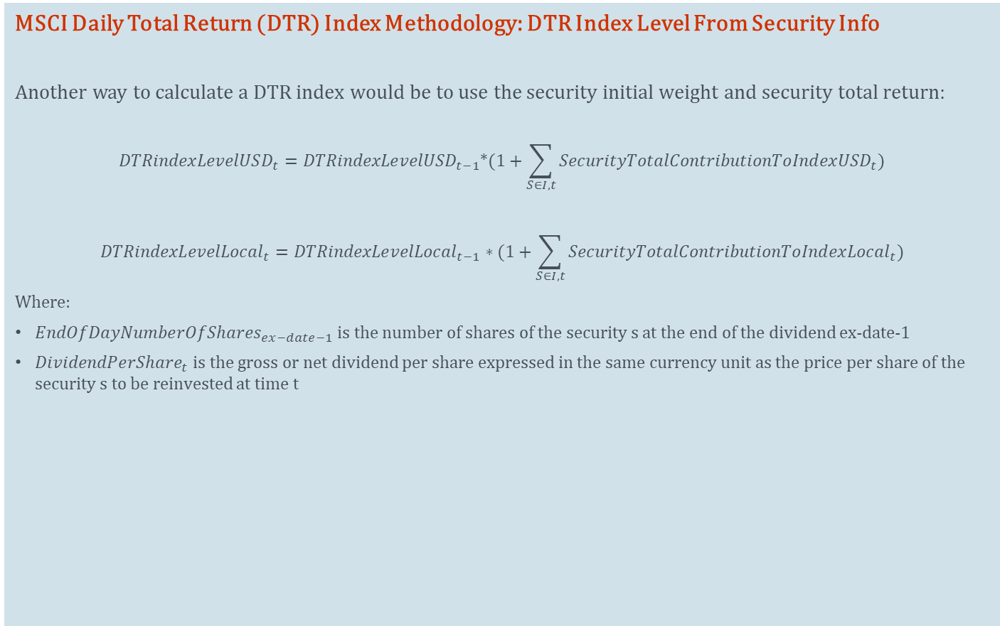 MSCI Daily Total Return (DTR) Index Methodology: DTR Index Level From Security Info
Another way to calculate a DTR index would be to use the security initial weight and security total return:
DTRindexLevelUSD_t = DTRindexLevelUSD_{t−1}*(1 + ∑_{S∈I,t} SecurityTotalContributionToIndexUSD_t)
DTRindexLevelLocal_t = DTRindexLevelLocal_{t−1} * (1 + ∑_{S∈I,t} SecurityTotalContributionToIndexLocal_t)
Where:
• EndOfDayNumberOfShares_{ex−date−1} is the number of shares of the security s at the end of the dividend ex-date-1
• DividendPerShare_t is the gross or net dividend per share expressed in the same currency unit as the price per share of the
security s to be reinvested at time t